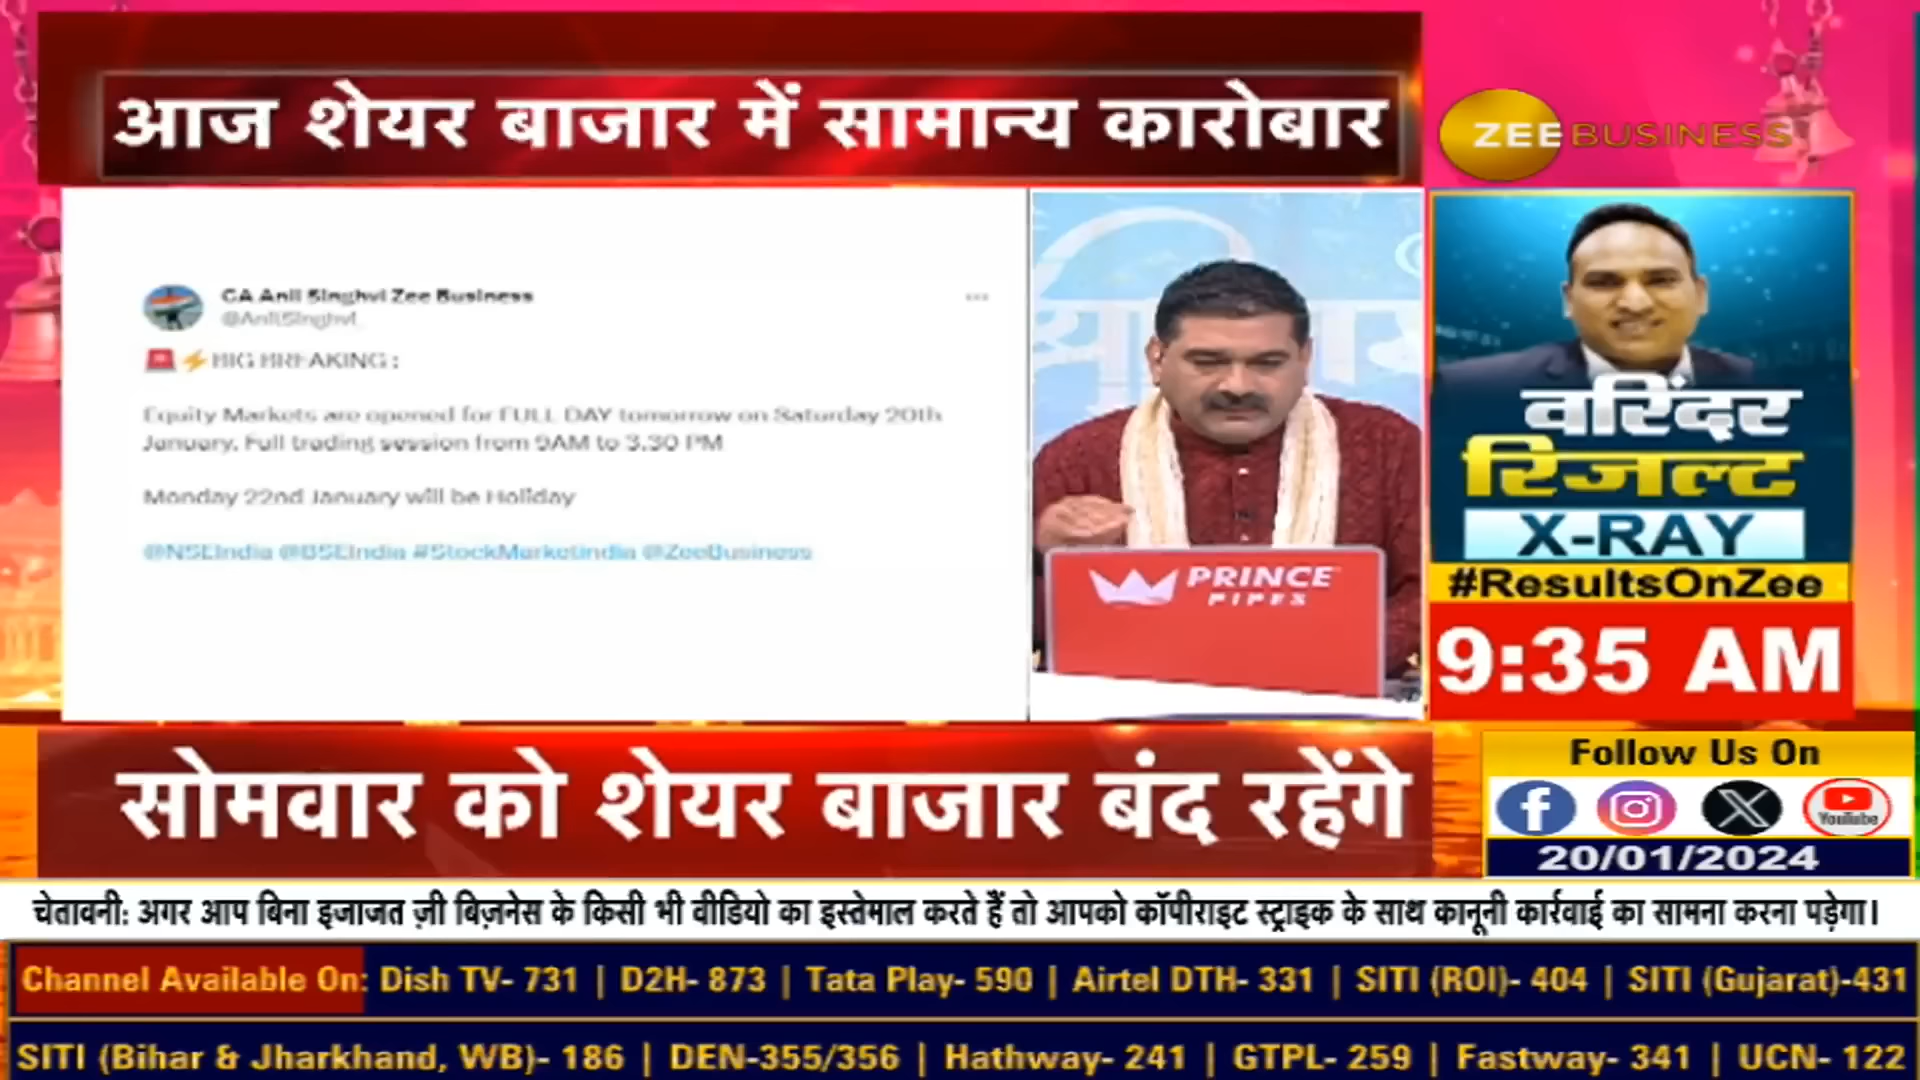 आज शेयर बाजार में सामान्य कारोबार
ZEE BUSINESS
CA Anil Singhvi Zee Business
@AnilSinghvi_
BIG BREAKING :
Equity Markets are opened for FULL DAY tomorrow on Saturday 20th
January. Full trading session from 9AM to 3.30 PM
Monday 22nd January will be Holiday
@NSEIndia @BSEIndia #StockMarketindia @ZeeBusiness
PRINCE
PIPES
वरिंदर
रिजल्ट
X-RAY
#ResultsOnZee
9:35 AM
सोमवार को शेयर बाजार बंद रहेंगे
Follow Us On
YouTube
20/01/2024
चेतावनी: अगर आप बिना इजाजत ज़ी बिज़नेस के किसी भी वीडियो का इस्तेमाल करते हैं तो आपको कॉपीराइट स्ट्राइक के साथ कानूनी कार्रवाई का सामना करना पड़ेगा।
Channel Available On: Dish TV- 731 | D2H- 873 | Tata Play- 590 | Airtel DTH- 331 | SITI (ROI)- 404 | SITI (Gujarat)-431
SITI (Bihar & Jharkhand, WB)- 186 | DEN-355/356 | Hathway- 241 | GTPL- 259 | Fastway- 341 | UCN- 122